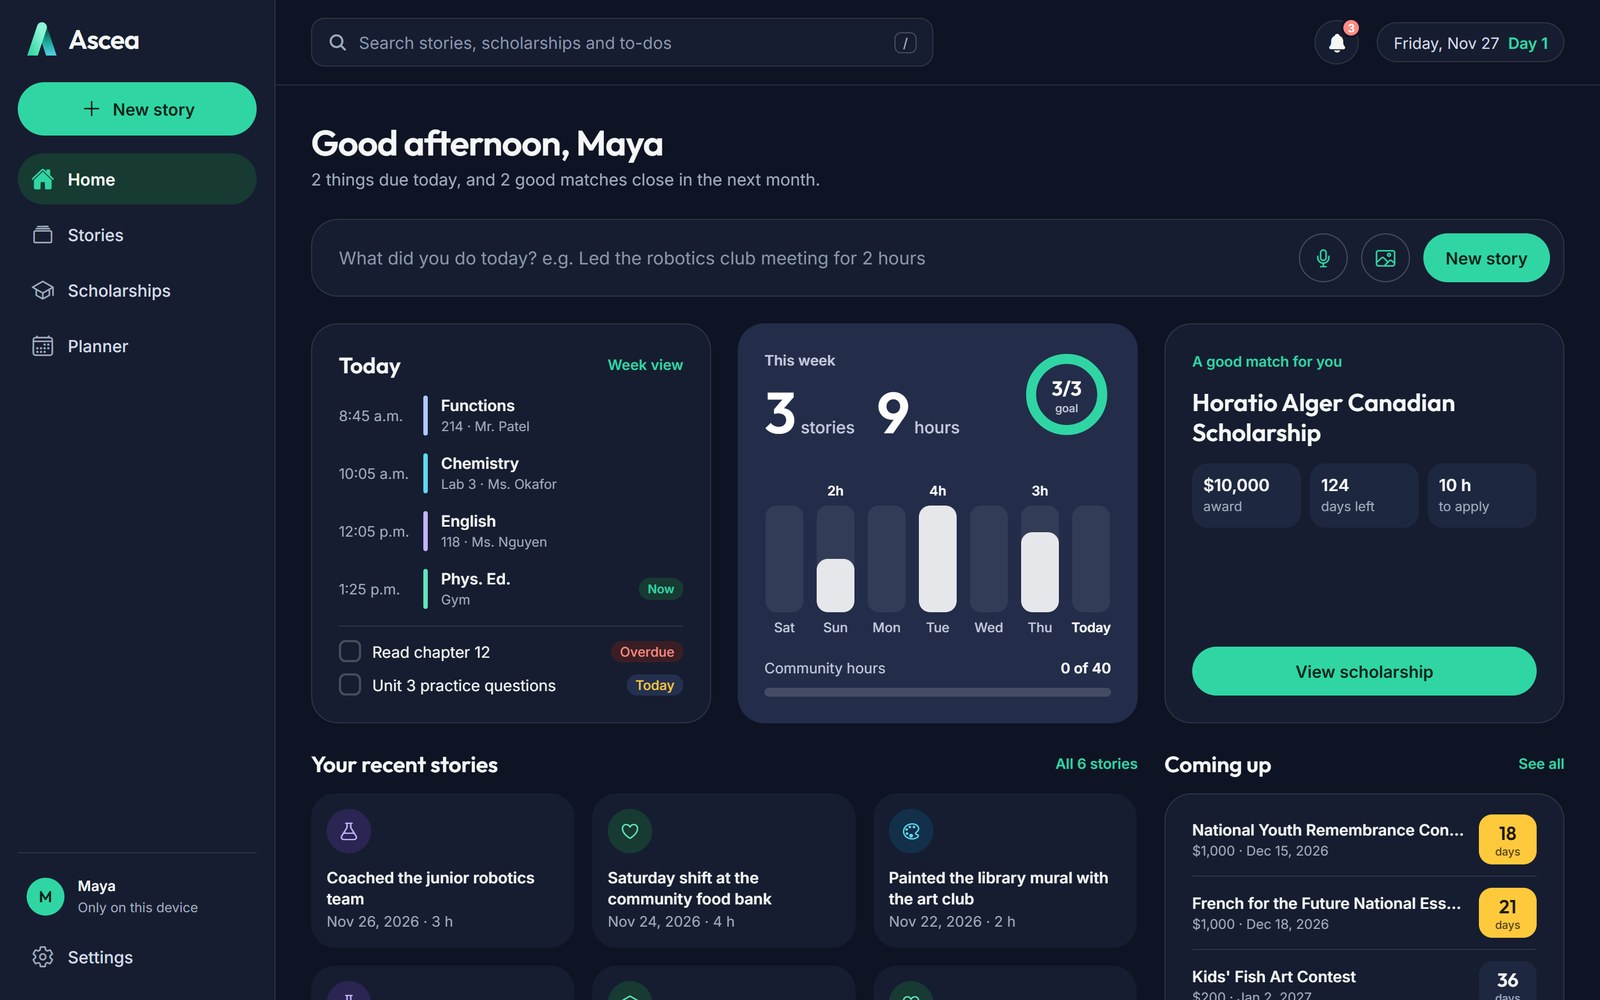 Ascea
Search stories, scholarships and to-dos
/
3
Friday, Nov 27 Day 1
New story
Home
Stories
Scholarships
Planner
Good afternoon, Maya
2 things due today, and 2 good matches close in the next month.
What did you do today? e.g. Led the robotics club meeting for 2 hours
New story
Today
Week view
8:45 a.m.
Functions
214 · Mr. Patel
10:05 a.m.
Chemistry
Lab 3 · Ms. Okafor
12:05 p.m.
English
118 · Ms. Nguyen
1:25 p.m.
Phys. Ed.
Gym
Now
Read chapter 12
Overdue
Unit 3 practice questions
Today
This week
3 stories 9 hours
3/3
goal
2h 4h 3h
Sat Sun Mon Tue Wed Thu Today
Community hours 0 of 40
A good match for you
Horatio Alger Canadian
Scholarship
$10,000
award
124
days left
10 h
to apply
View scholarship
Your recent stories
All 6 stories
Coached the junior robotics
team
Nov 26, 2026 · 3 h
Saturday shift at the
community food bank
Nov 24, 2026 · 4 h
Painted the library mural with
the art club
Nov 22, 2026 · 2 h
Coming up
See all
National Youth Remembrance Con...
$1,000 · Dec 15, 2026
18
days
French for the Future National Ess...
$1,000 · Dec 18, 2026
21
days
Kids' Fish Art Contest
$200 · Jan 2, 2027
36
days
M
Maya
Only on this device
Settings